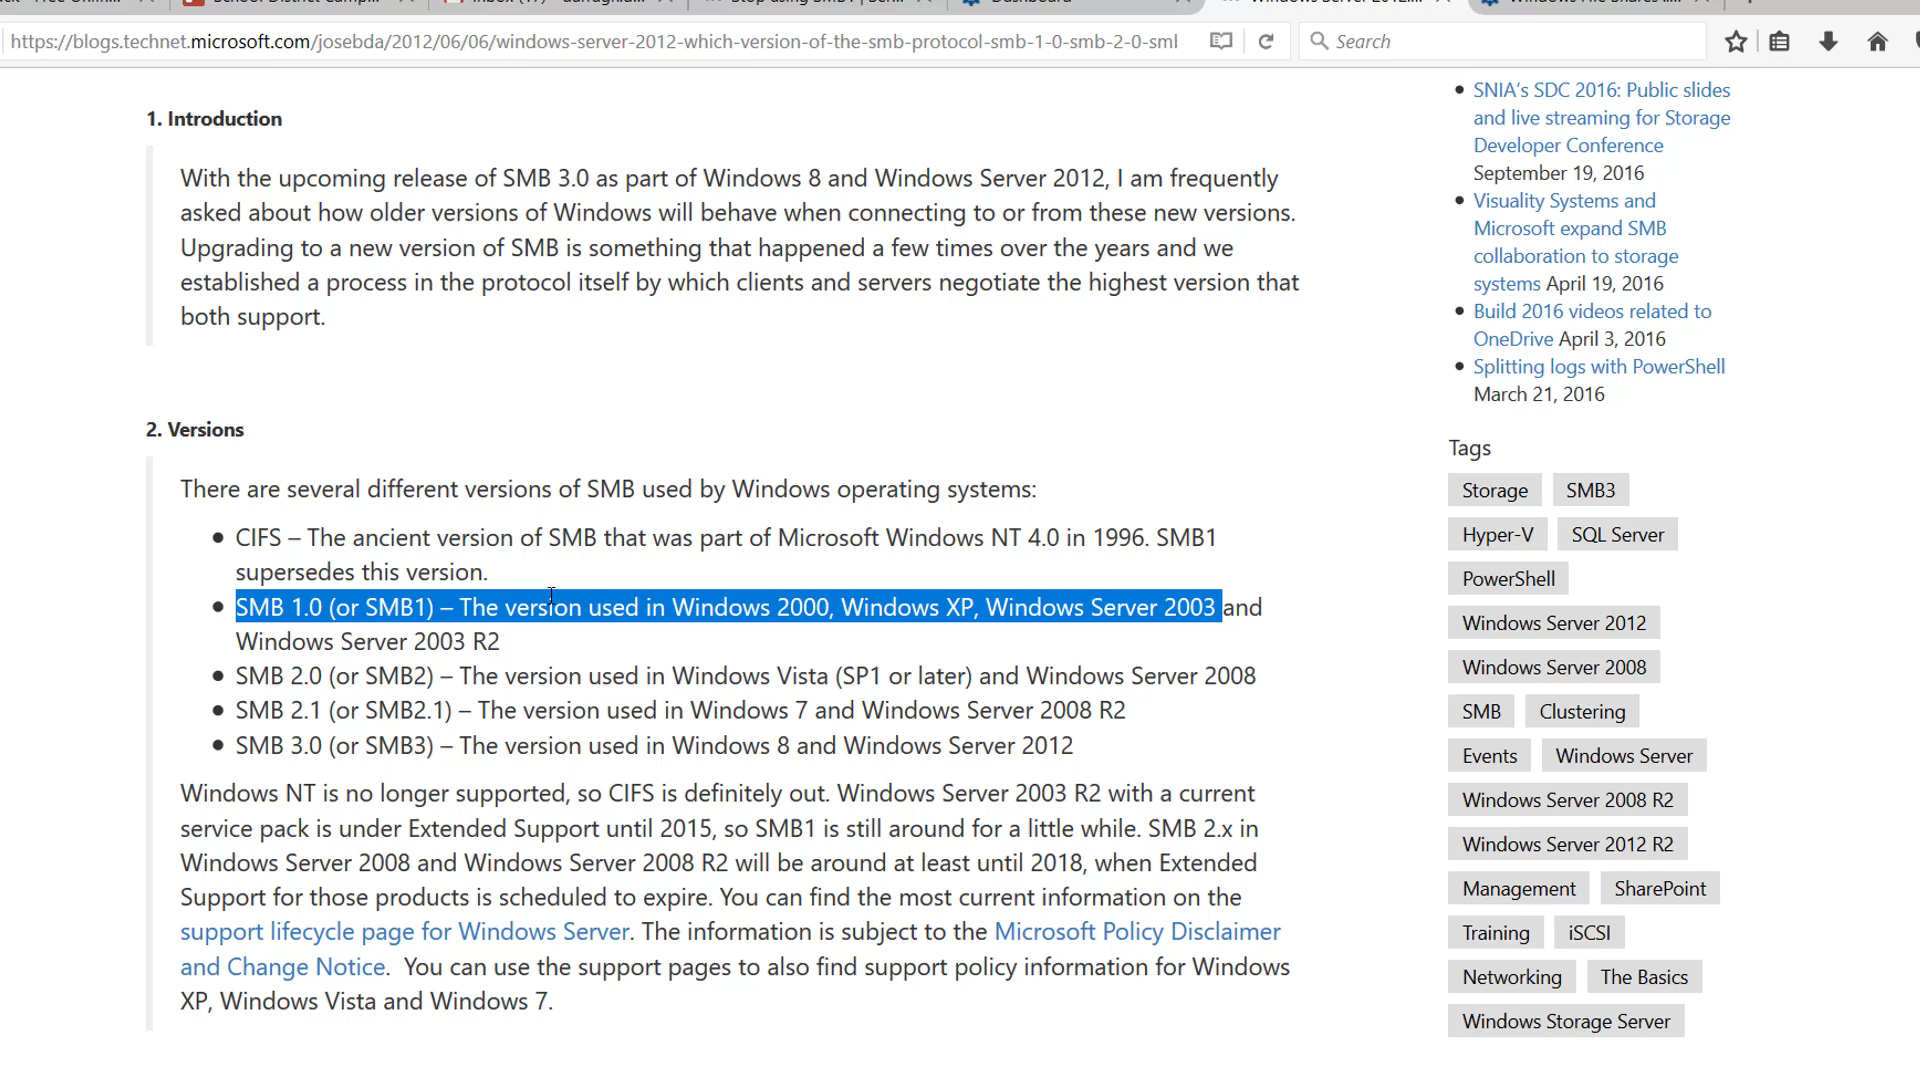 School District Camp...
Inbox (17)
Dashboard
Windows Server 2012...
https://blogs.technet.microsoft.com/josebda/2012/06/06/windows-server-2012-which-version-of-the-smb-protocol-smb-1-0-smb-2-0-sml
Search
1. Introduction
With the upcoming release of SMB 3.0 as part of Windows 8 and Windows Server 2012, I am frequently
asked about how older versions of Windows will behave when connecting to or from these new versions.
Upgrading to a new version of SMB is something that happened a few times over the years and we
established a process in the protocol itself by which clients and servers negotiate the highest version that
both support.
2. Versions
There are several different versions of SMB used by Windows operating systems:
CIFS – The ancient version of SMB that was part of Microsoft Windows NT 4.0 in 1996. SMB1
supersedes this version.
SMB 1.0 (or SMB1) – The version used in Windows 2000, Windows XP, Windows Server 2003 and
Windows Server 2003 R2
SMB 2.0 (or SMB2) – The version used in Windows Vista (SP1 or later) and Windows Server 2008
SMB 2.1 (or SMB2.1) – The version used in Windows 7 and Windows Server 2008 R2
SMB 3.0 (or SMB3) – The version used in Windows 8 and Windows Server 2012
Windows NT is no longer supported, so CIFS is definitely out. Windows Server 2003 R2 with a current
service pack is under Extended Support until 2015, so SMB1 is still around for a little while. SMB 2.x in
Windows Server 2008 and Windows Server 2008 R2 will be around at least until 2018, when Extended
Support for those products is scheduled to expire. You can find the most current information on the
support lifecycle page for Windows Server. The information is subject to the Microsoft Policy Disclaimer
and Change Notice. You can use the support pages to also find support policy information for Windows
XP, Windows Vista and Windows 7.
SNIA's SDC 2016: Public slides
and live streaming for Storage
Developer Conference
September 19, 2016
Visuality Systems and
Microsoft expand SMB
collaboration to storage
systems April 19, 2016
Build 2016 videos related to
OneDrive April 3, 2016
Splitting logs with PowerShell
March 21, 2016
Tags
Storage SMB3
Hyper-V SQL Server
PowerShell
Windows Server 2012
Windows Server 2008
SMB Clustering
Events Windows Server
Windows Server 2008 R2
Windows Server 2012 R2
Management SharePoint
Training iSCSI
Networking The Basics
Windows Storage Server